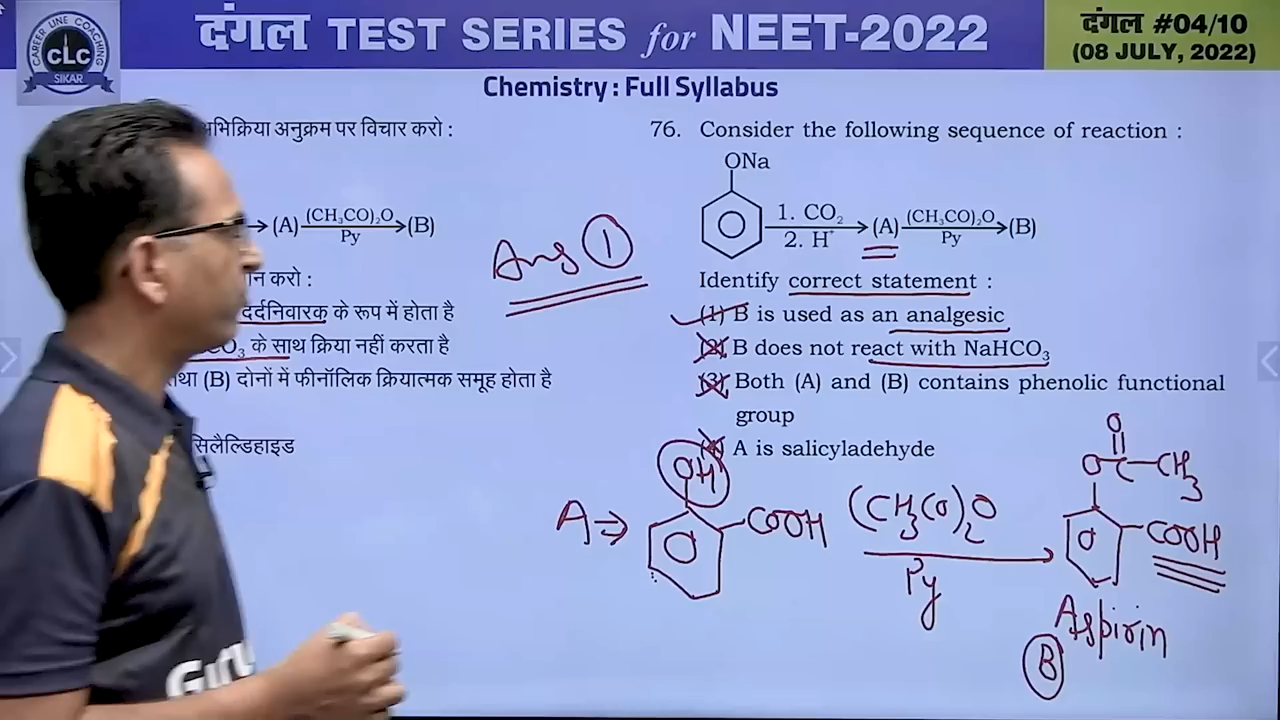 CAREER LINE COACHING
CLC
SIKAR
दंगल TEST SERIES for NEET-2022
दंगल #04/10
(08 JULY, 2022)
Chemistry : Full Syllabus
अभिक्रिया अनुक्रम पर विचार करो :
(A) (CH₃CO)₂O Py (B)
करो :
दर्दनिवारक के रूप में होता है
CO₃ के साथ क्रिया नहीं करता है
तथा (B) दोनों में फीनॉलिक क्रियात्मक समूह होता है
Ans 1
76. Consider the following sequence of reaction :
ONa
1. CO₂ 2. H⁺ (A) (CH₃CO)₂O Py (B)
Identify correct statement :
(1) B is used as an analgesic
(2) B does not react with NaHCO₃
(3) Both (A) and (B) contains phenolic functional
group
(4) A is salicyladehyde
A ⇒ OH COOH
(CH₃CO)₂O
Py
O
O-C-CH₃
COOH
Aspirin
B
Guru